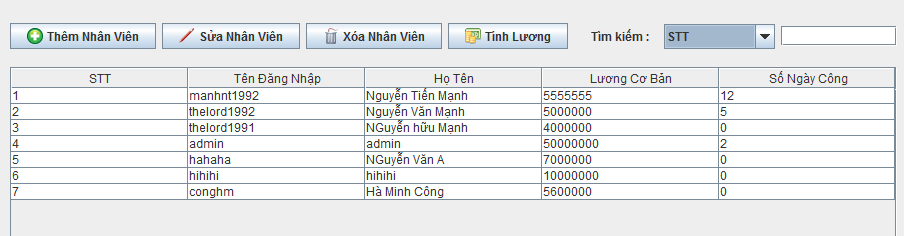 Thêm Nhân Viên Sửa Nhân Viên Xóa Nhân Viên Tính Lương Tìm kiếm : STT
STT Tên Đăng Nhập Họ Tên Lương Cơ Bản Số Ngày Công
1 manhnt1992 Nguyễn Tiến Mạnh 5555555 12
2 thelord1992 Nguyễn Văn Mạnh 5000000 5
3 thelord1991 NGuyễn hữu Mạnh 4000000 0
4 admin admin 50000000 2
5 hahaha NGuyễn Văn A 7000000 0
6 hihihi hihihi 10000000 0
7 conghm Hà Minh Công 5600000 0